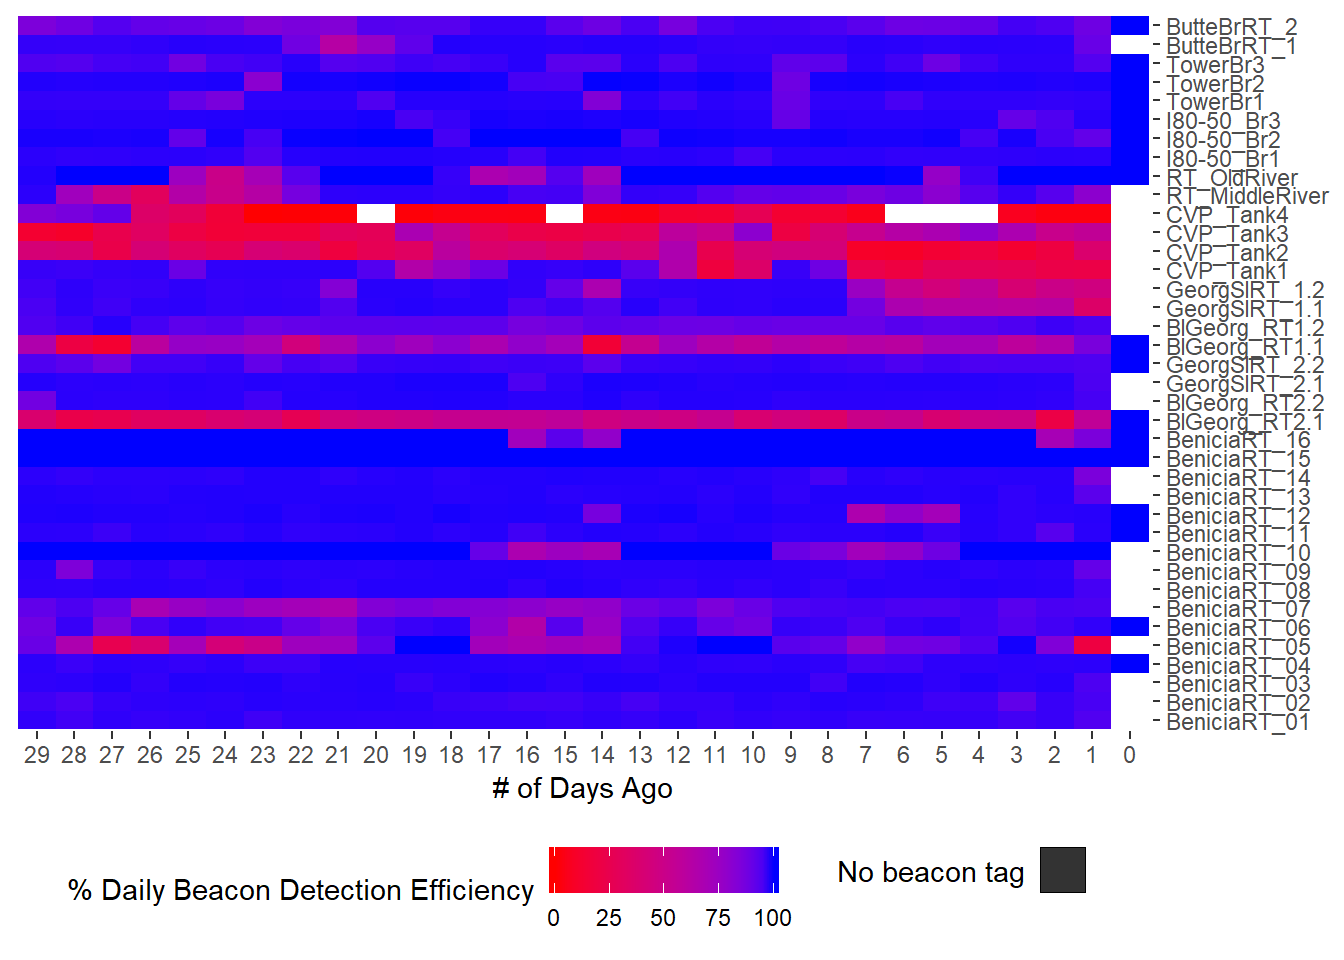 ButteBrRT_2
ButteBrRT_1
TowerBr3
TowerBr2
TowerBr1
I80-50_Br3
I80-50_Br2
I80-50_Br1
RT_OldRiver
RT_MiddleRiver
CVP_Tank4
CVP_Tank3
CVP_Tank2
CVP_Tank1
GeorgSlRT_1.2
GeorgSlRT_1.1
BlGeorg_RT1.2
BlGeorg_RT1.1
GeorgSlRT_2.2
GeorgSlRT_2.1
BlGeorg_RT2.2
BlGeorg_RT2.1
BeniciaRT_16
BeniciaRT_15
BeniciaRT_14
BeniciaRT_13
BeniciaRT_12
BeniciaRT_11
BeniciaRT_10
BeniciaRT_09
BeniciaRT_08
BeniciaRT_07
BeniciaRT_06
BeniciaRT_05
BeniciaRT_04
BeniciaRT_03
BeniciaRT_02
BeniciaRT_01
29 28 27 26 25 24 23 22 21 20 19 18 17 16 15 14 13 12 11 10 9 8 7 6 5 4 3 2 1 0
# of Days Ago
% Daily Beacon Detection Efficiency
0 25 50 75 100
No beacon tag